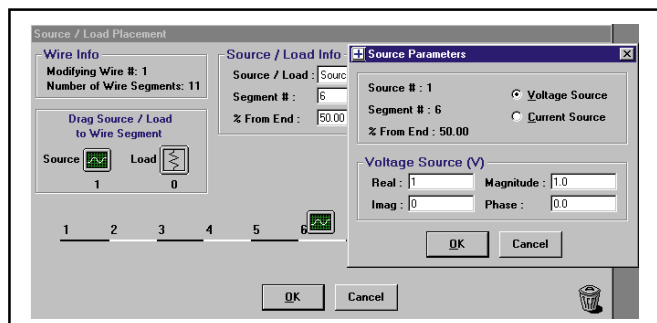 Source / Load Placement
Wire Info
Modifying Wire #: 1
Number of Wire Segments: 11
Drag Source / Load
to Wire Segment
Source Load
1 0
Source / Load Info
Source / Load : Sourc
Segment # : 6
% From End : 50.00
1 2 3 4 5 6
OK Cancel
Source Parameters
Source # : 1
Segment # : 6
% From End : 50.00
Voltage Source
Current Source
Voltage Source (V)
Real : 1 Magnitude : 1.0
Imag : 0 Phase : 0.0
OK Cancel